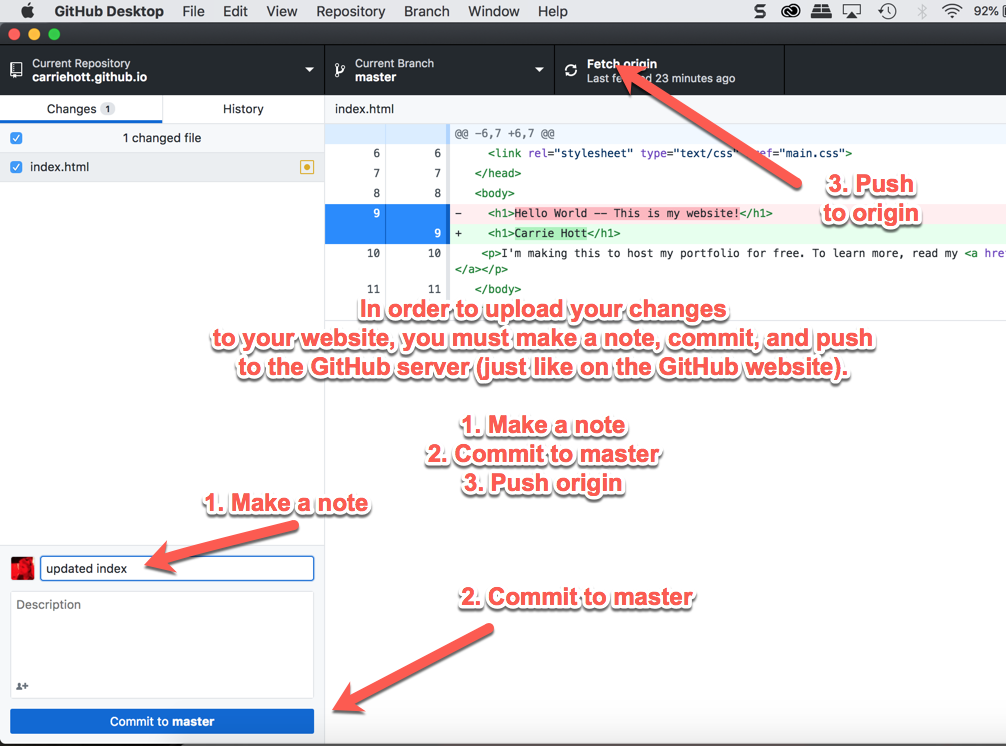 GitHub Desktop File Edit View Repository Branch Window Help 92%
Current Repository
carriehott.github.io
Current Branch
master
Fetch origin
Last fetched 23 minutes ago
Changes 1 History
index.html
1 changed file
index.html
@@ -6,7 +6,7 @@
6 6 <link rel="stylesheet" type="text/css" href="main.css">
7 7 </head>
8 8 <body>
9 - <h1>Hello World -- This is my website!</h1>
9 + <h1>Carrie Hott</h1>
10 10 <p>I'm making this to host my portfolio for free. To learn more, read my <a hre
</a></p>
11 11 </body>
3. Push
to origin
In order to upload your changes
to your website, you must make a note, commit, and push
to the GitHub server (just like on the GitHub website).
1. Make a note
2. Commit to master
3. Push origin
1. Make a note
updated index
Description
2. Commit to master
Commit to master